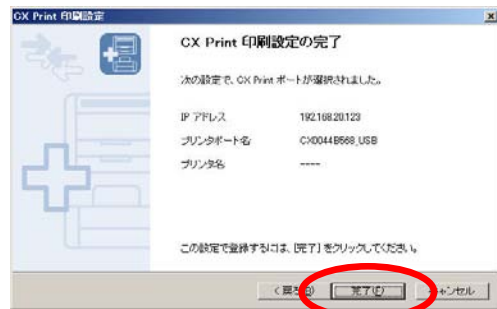 CX Print 印刷設定
CX Print 印刷設定の完了
次の設定で、CX Print ポートが選択されました。
IP アドレス 192.168.20.123
プリンタポート名 CX0044B568_USB
プリンタ名 ----
この設定で登録するには、[完了] をクリックしてください。
< 戻る(B) 完了(F) キャンセル